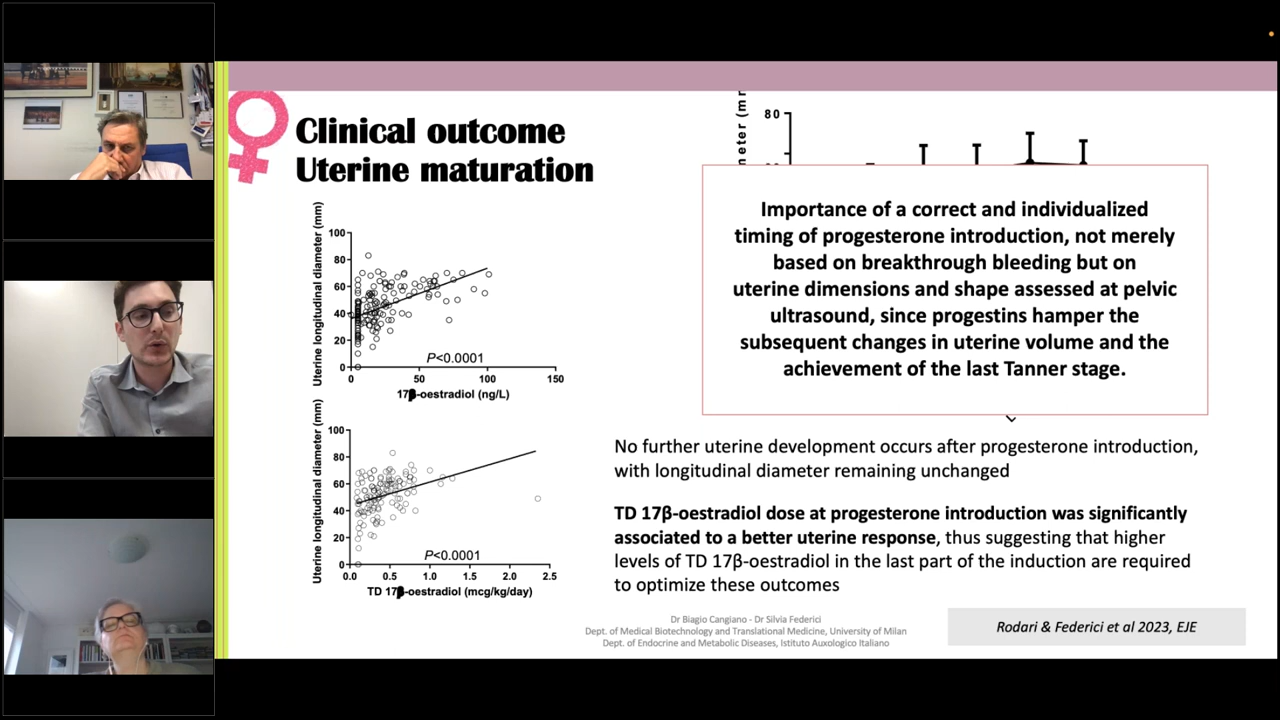 Clinical outcome
Uterine maturation
Uterine longitudinal diameter (mm)
100
80
60
40
20
0
P<0.0001
0
50
100
150
17β-oestradiol (ng/L)
Uterine longitudinal diameter (mm)
100
80
60
40
20
0
P<0.0001
0.0
0.5
1.0
1.5
2.0
2.5
TD 17β-oestradiol (mcg/kg/day)
80
Importance of a correct and individualized
timing of progesterone introduction, not merely
based on breakthrough bleeding but on
uterine dimensions and shape assessed at pelvic
ultrasound, since progestins hamper the
subsequent changes in uterine volume and the
achievement of the last Tanner stage.
No further uterine development occurs after progesterone introduction,
with longitudinal diameter remaining unchanged
TD 17β-oestradiol dose at progesterone introduction was significantly
associated to a better uterine response, thus suggesting that higher
levels of TD 17β-oestradiol in the last part of the induction are required
to optimize these outcomes
Dr Biagio Cangiano - Dr Silvia Federici
Dept. of Medical Biotechnology and Translational Medicine, University of Milan
Dept. of Endocrine and Metabolic Diseases, Istituto Auxologico Italiano
Rodari & Federici et al 2023, EJE